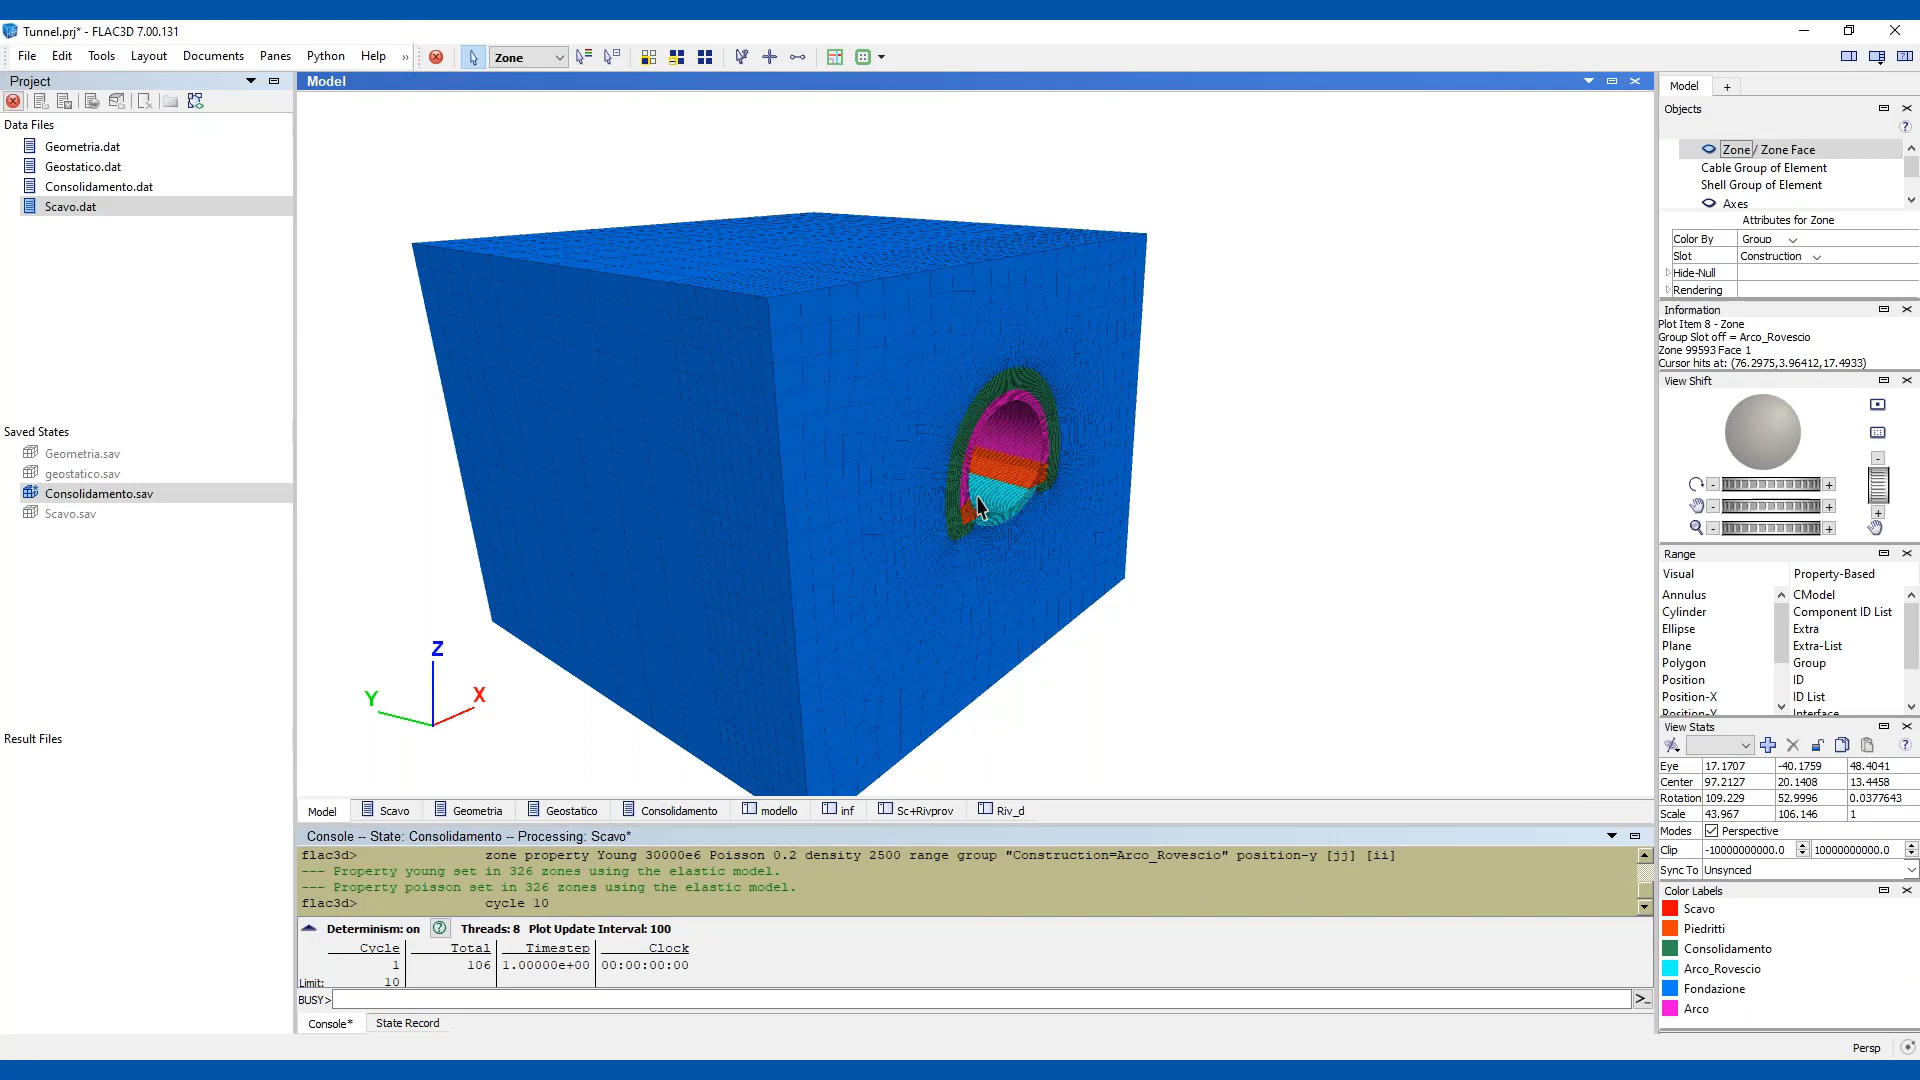 Tunnel.prj* - FLAC3D 7.00.131
File Edit Tools Layout Documents Panes Python Help » Zone
Project
Data Files
Geometria.dat
Geostatico.dat
Consolidamento.dat
Scavo.dat
Saved States
Geometria.sav
geostatico.sav
Consolidamento.sav
Scavo.sav
Result Files
Model
Z
Y
X
Model Scavo Geometria Geostatico Consolidamento modello inf Sc+Rivprov Riv_d
Console -- State: Consolidamento -- Processing: Scavo*
flac3d> zone property Young 30000e6 Poisson 0.2 density 2500 range group "Construction=Arco_Rovescio" position-y [jj] [ii]
--- Property young set in 326 zones using the elastic model.
--- Property poisson set in 326 zones using the elastic model.
flac3d> cycle 10
Determinism: on Threads: 8 Plot Update Interval: 100
Cycle Total Timestep Clock
1 106 1.00000e+00 00:00:00:00
Limit: 10
BUSY>
Console* State Record
Model +
Objects
Zone / Zone Face
Cable Group of Element
Shell Group of Element
Axes
Attributes for Zone
Color By Group
Slot Construction
Hide-Null
Rendering
Information
Plot Item 8 - Zone
Group Slot off = Arco_Rovescio
Zone 99593 Face 1
Cursor hits at: (76.2975,3.96412,17.4933)
View Shift
Range
Visual Property-Based
Annulus CModel
Cylinder Component ID List
Ellipse Extra
Plane Extra-List
Polygon Group
Position ID
Position-X ID List
Position-Y Interface
View Stats
Eye 17.1707 -40.1759 48.4041
Center 97.2127 20.1408 13.4458
Rotation 109.229 52.9996 0.0377643
Scale 43.967 106.146 1
Modes Perspective
Clip -10000000000.0 10000000000.0
Sync To Unsynced
Color Labels
Scavo
Piedritti
Consolidamento
Arco_Rovescio
Fondazione
Arco
Persp